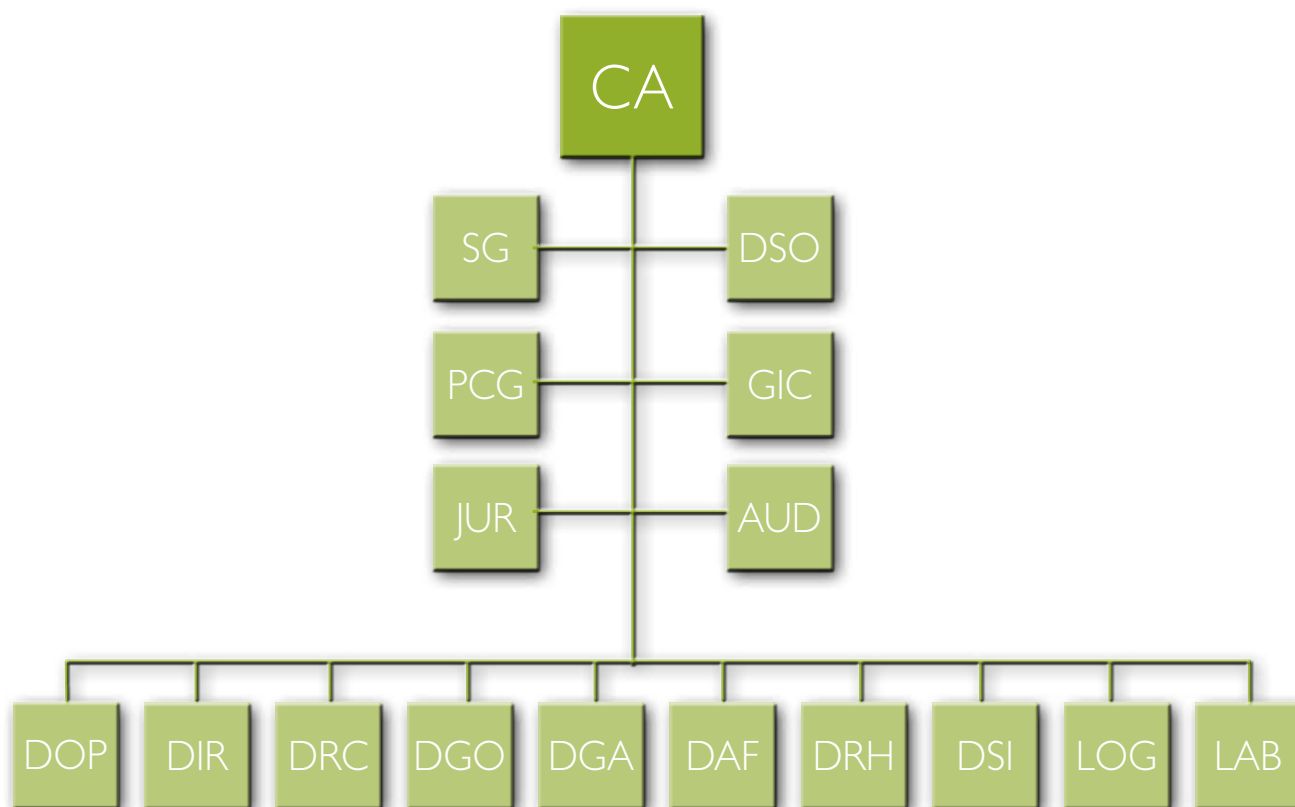 CA
SG
DSO
PCG
GIC
JUR
AUD
DOP
DIR
DRC
DGO
DGA
DAF
DRH
DSI
LOG
LAB